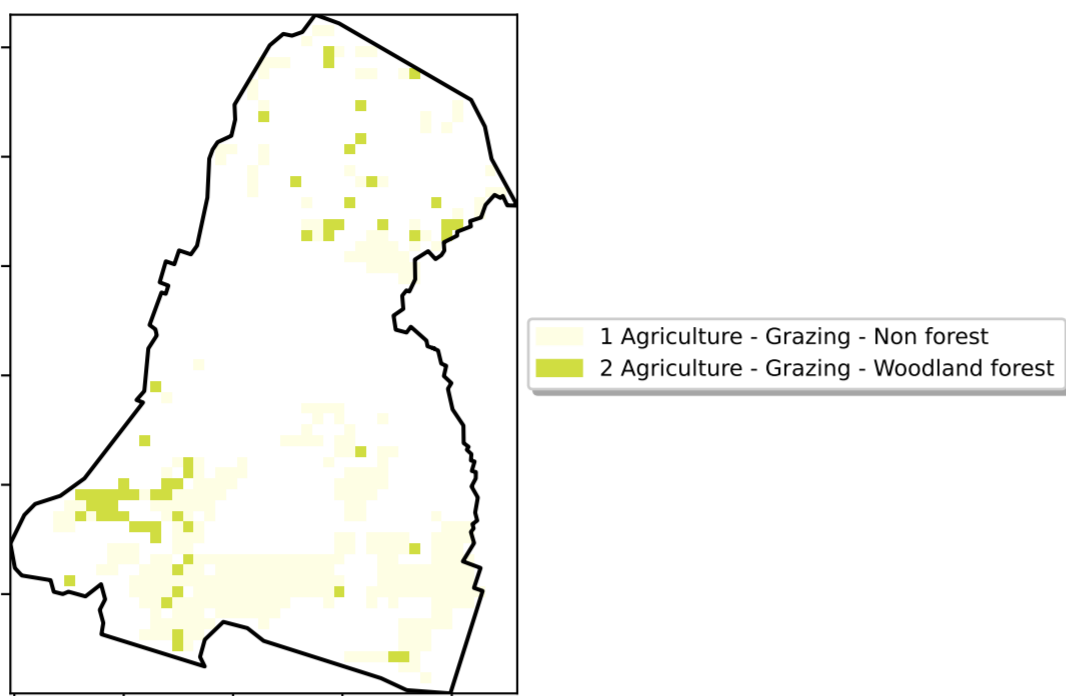 1 Agriculture - Grazing - Non forest
2 Agriculture - Grazing - Woodland forest